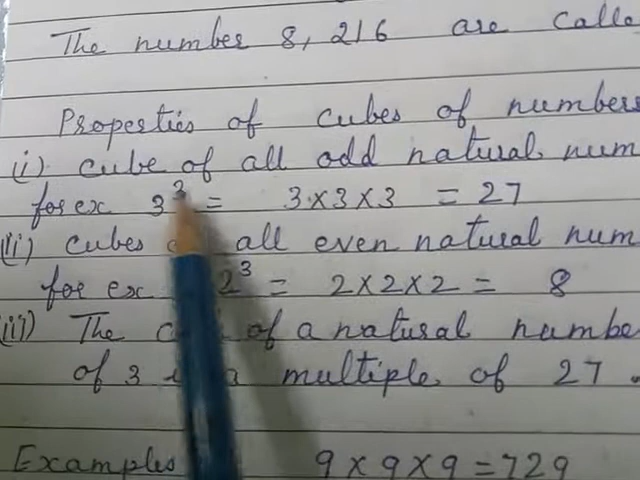 The number 8, 216 are calle
Properties of cubes of numbers
(i) cube of all odd natural num
for ex 3³ = 3×3×3 = 27
(ii) cubes all even natural num
for ex 2³ = 2×2×2 = 8
(iii) The of a natural numbe
of 3 multiple of 27.
Examples 9×9×9=729